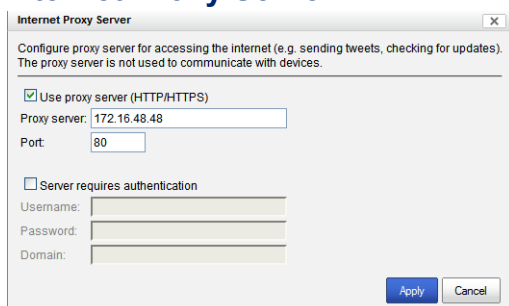 Internet Proxy Server
Configure proxy server for accessing the internet (e.g. sending tweets, checking for updates).
The proxy server is not used to communicate with devices.
Use proxy server (HTTP/HTTPS)
Proxy server: 172.16.48.48
Port: 80
Server requires authentication
Username:
Password:
Domain:
Apply Cancel